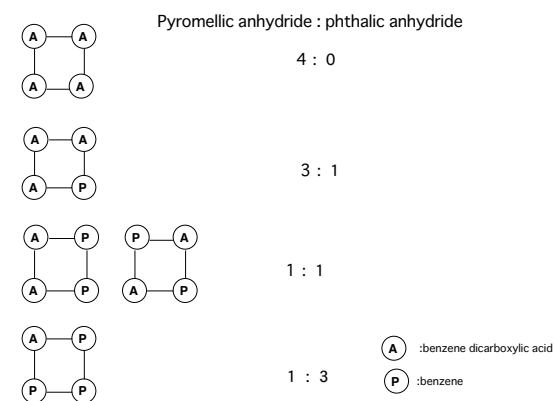 Pyromellic anhydride : phthalic anhydride
A A
4 : 0
A A
A A
3 : 1
A P
A P P A
1 : 1
A P A P
A P
A :benzene dicarboxylic acid
1 : 3
P P
P :benzene